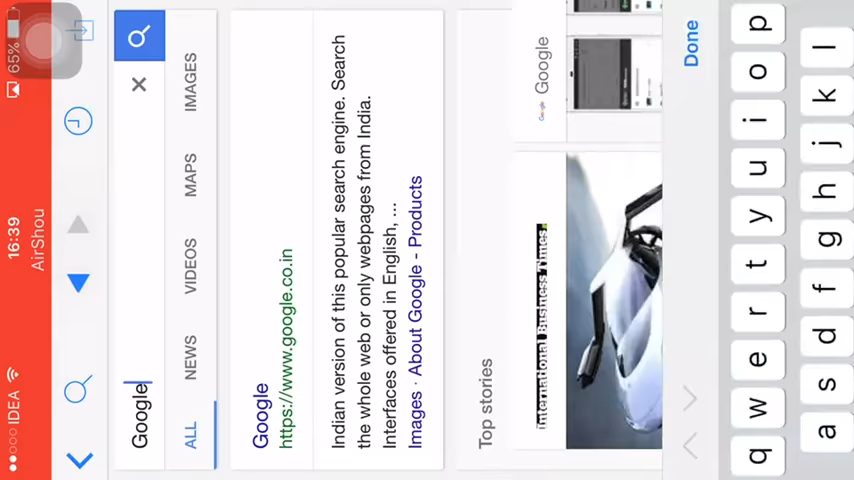 IDEA
16:39
AirShou
65%
Google
ALL
NEWS
VIDEOS
MAPS
IMAGES
Google
https://www.google.co.in
Indian version of this popular search engine. Search
the whole web or only webpages from India.
Interfaces offered in English, ...
Images · About Google - Products
Top stories
International Business Times
Google
Done
q w e r t y u i o p
a s d f g h j k l